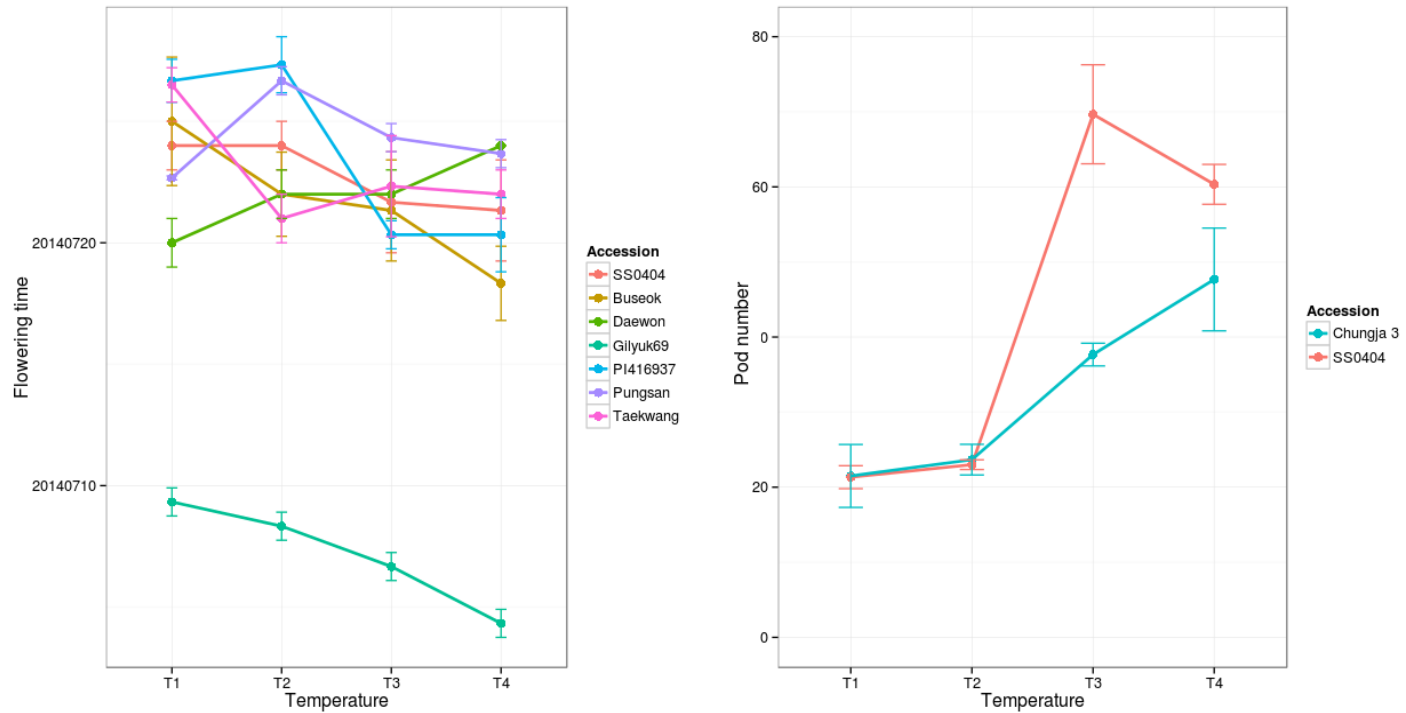 Flowering time
20140720
20140710
T1 T2 T3 T4
Temperature
Accession
SS0404
Buseok
Daewon
Gilyuk69
PI416937
Pungsan
Taekwang
Pod number
80
60
0
20
0
T1 T2 T3 T4
Temperature
Accession
Chungja 3
SS0404